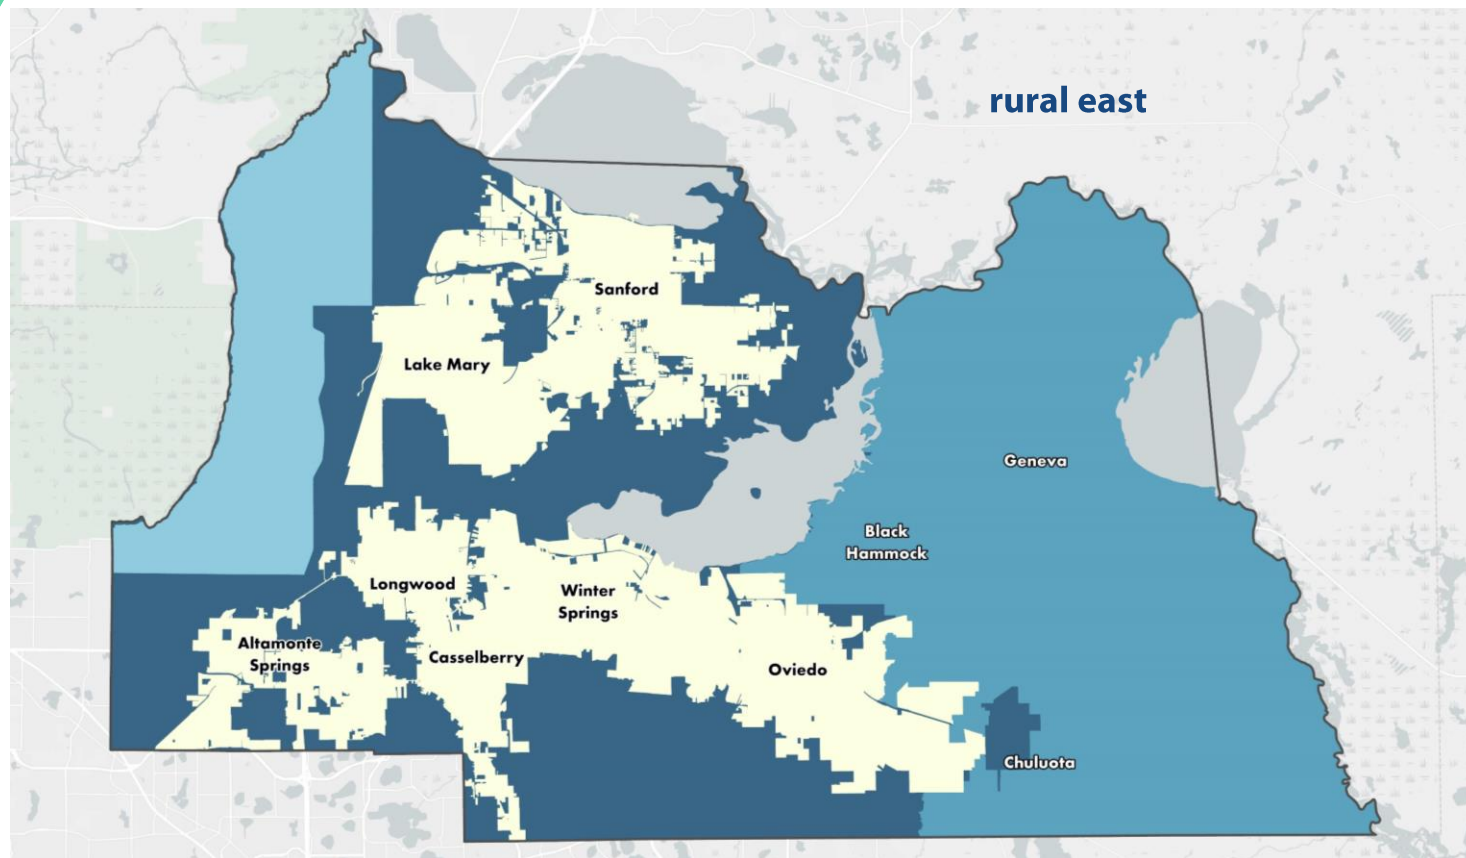 rural east
Sanford
Lake Mary
Geneva
Black
Hammock
Longwood
Winter
Springs
Altamonte
Springs
Casselberry
Oviedo
Chuluota